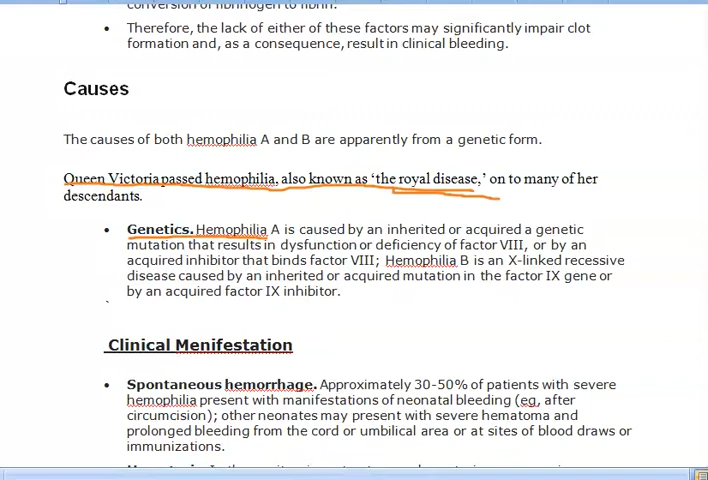 conversion of fibrinogen to fibrin.
• Therefore, the lack of either of these factors may significantly impair clot
formation and, as a consequence, result in clinical bleeding.
Causes
The causes of both hemophilia A and B are apparently from a genetic form.
Queen Victoria passed hemophilia, also known as ‘the royal disease,’ on to many of her
descendants.
• Genetics. Hemophilia A is caused by an inherited or acquired a genetic
mutation that results in dysfunction or deficiency of factor VIII, or by an
acquired inhibitor that binds factor VIII; Hemophilia B is an X-linked recessive
disease caused by an inherited or acquired mutation in the factor IX gene or
by an acquired factor IX inhibitor.
`
Clinical Menifestation
• Spontaneous hemorrhage. Approximately 30-50% of patients with severe
hemophilia present with manifestations of neonatal bleeding (eg, after
circumcision); other neonates may present with severe hematoma and
prolonged bleeding from the cord or umbilical area or at sites of blood draws or
immunizations.